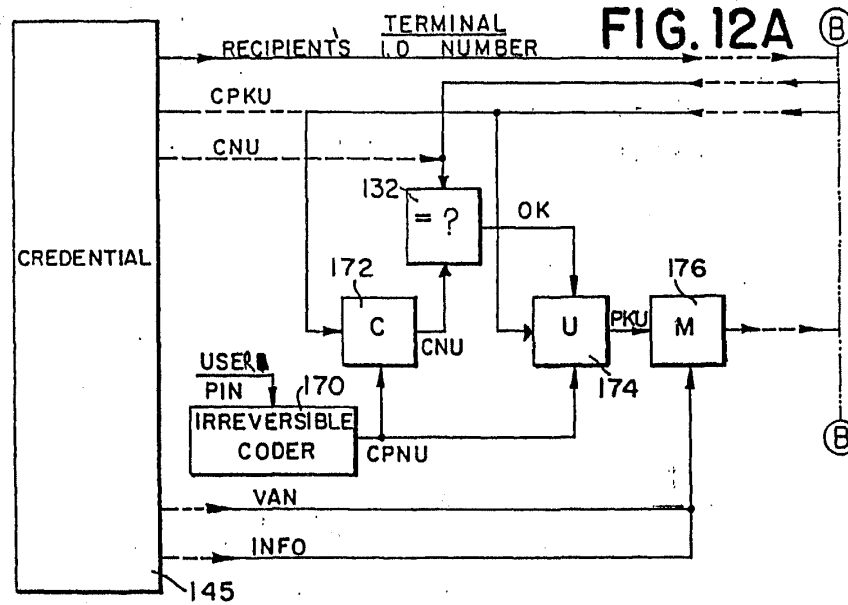 FIG. 12A
B
TERMINAL
RECIPIENT'S I.D NUMBER
CPKU
CNU
132
= ?
OK
CREDENTIAL
172
C
CNU
176
U
PKU
M
174
USER
PIN
170
IRREVERSIBLE
CODER
CPNU
B
VAN
INFO
145